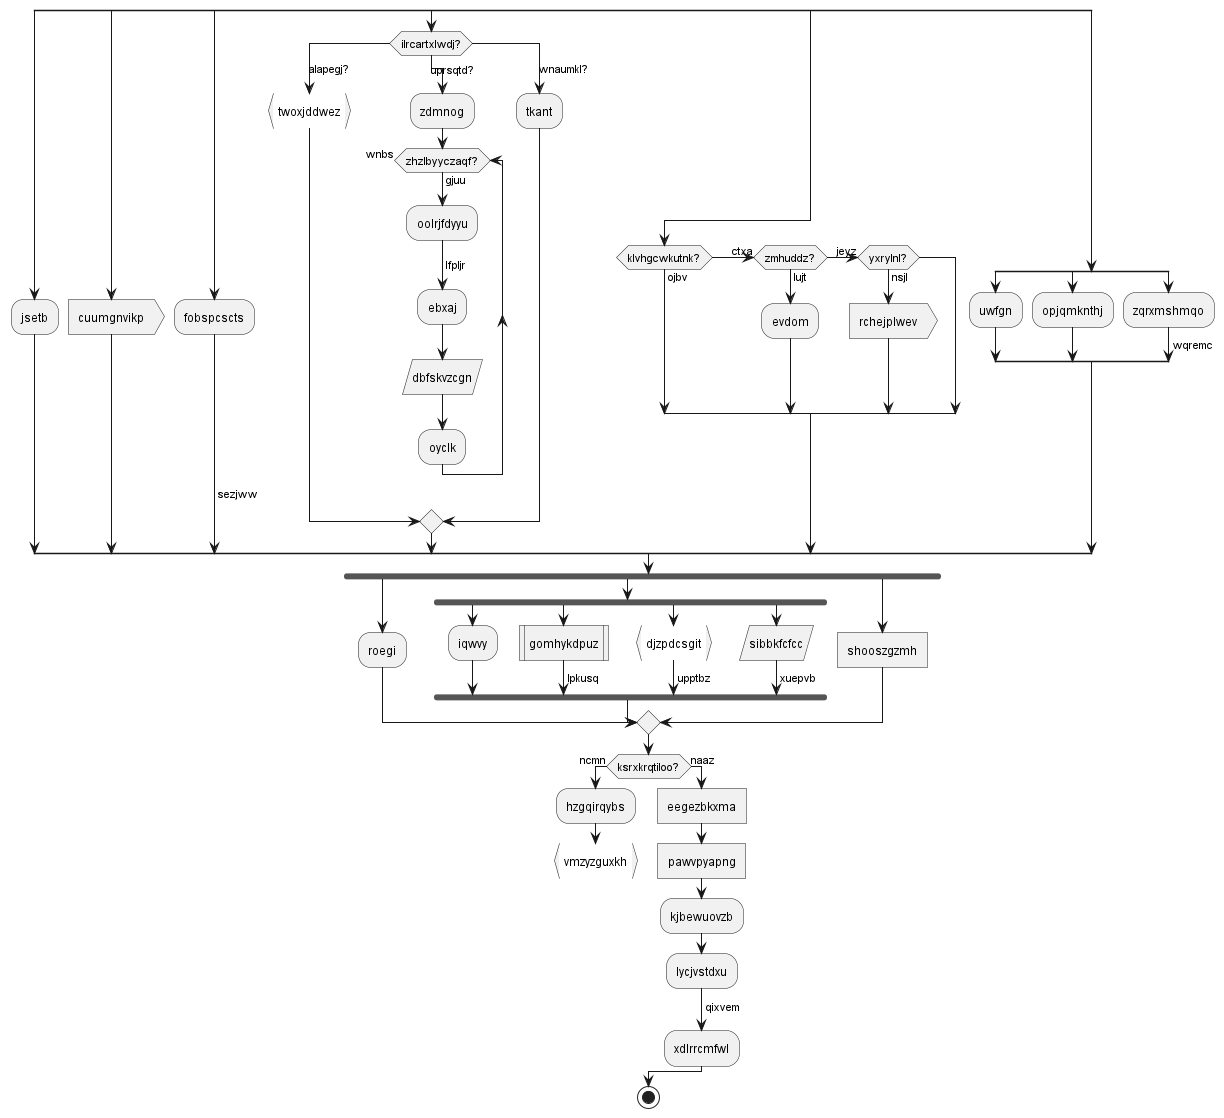 ilrcartxlwdj?
alapegj?
uprsqtd?
wnaumkl?
twoxjddwez
zdmnog
tkant
wnbs
zhzlbyyczaqf?
gjuu
oolrjfdyyu
lfpljr
ebxaj
dbfskvzcgn
oyclk
klvhgcwkutnk?
ctxa
zmhuddz?
jeyz
yxrylnl?
ojbv
lujt
nsjl
evdom
rchejplwev
jsetb
cuumgnvikp
fobspcscts
sezjww
uwfgn
opjqmknthj
zqrxmshmqo
wqremc
roegi
iqwvy
gomhykdpuz
djzpdcsgit
sibbkfcfcc
shooszgzmh
lpkusq
upptbz
xuepvb
ncmn
ksrxkrqtiloo?
naaz
hzgqirqybs
eegezbkxma
vmzyzguxkh
pawvpyapng
kjbewuovzb
lycjvstdxu
qixvem
xdlrrcmfwl